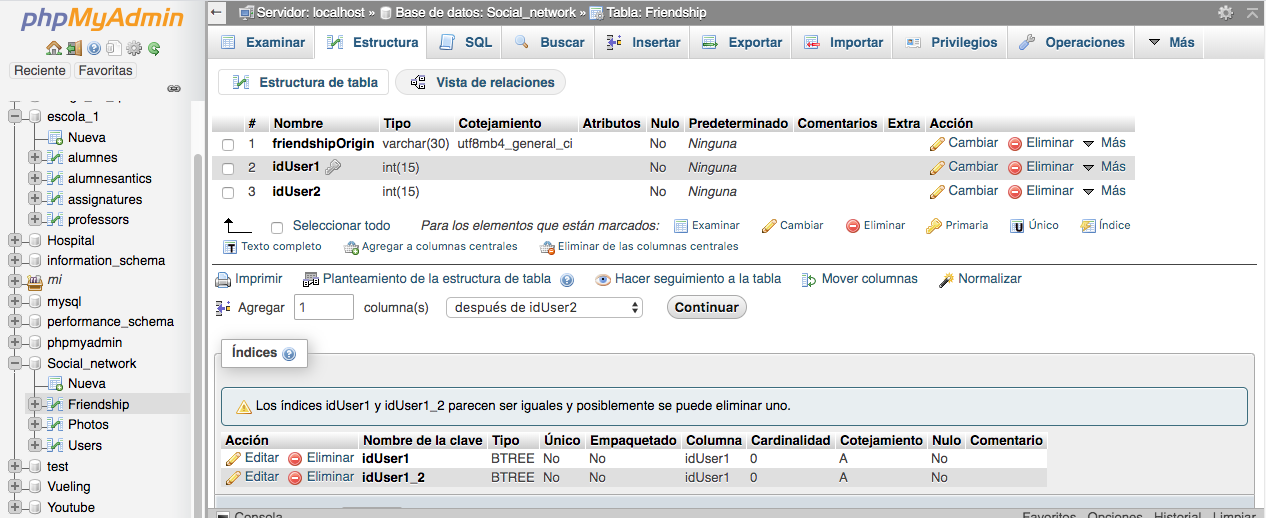 phpMyAdmin
Reciente Favoritas
escola_1
Nueva
alumnes
alumnesantics
assignatures
professors
Hospital
information_schema
mi
mysql
performance_schema
phpmyadmin
Social_network
Nueva
Friendship
Photos
Users
test
Vueling
Youtube
Servidor: localhost » Base de datos: Social_network » Tabla: Friendship
Examinar Estructura SQL Buscar Insertar Exportar Importar Privilegios Operaciones Más
Estructura de tabla Vista de relaciones
# Nombre Tipo Cotejamiento Atributos Nulo Predeterminado Comentarios Extra Acción
1 friendshipOrigin varchar(30) utf8mb4_general_ci No Ninguna Cambiar Eliminar Más
2 idUser1 int(15) No Ninguna Cambiar Eliminar Más
3 idUser2 int(15) No Ninguna Cambiar Eliminar Más
Seleccionar todo Para los elementos que están marcados: Examinar Cambiar Eliminar Primaria Único Índice
Texto completo Agregar a columnas centrales Eliminar de las columnas centrales
Imprimir Planteamiento de la estructura de tabla Hacer seguimiento a la tabla Mover columnas Normalizar
Agregar 1 columna(s) después de idUser2 Continuar
Índices
Los índices idUser1 y idUser1_2 parecen ser iguales y posiblemente se puede eliminar uno.
Acción Nombre de la clave Tipo Único Empaquetado Columna Cardinalidad Cotejamiento Nulo Comentario
Editar Eliminar idUser1 BTREE No No idUser1 0 A No
Editar Eliminar idUser1_2 BTREE No No idUser1 0 A No
Consola Favoritos Opciones Historial Limpiar